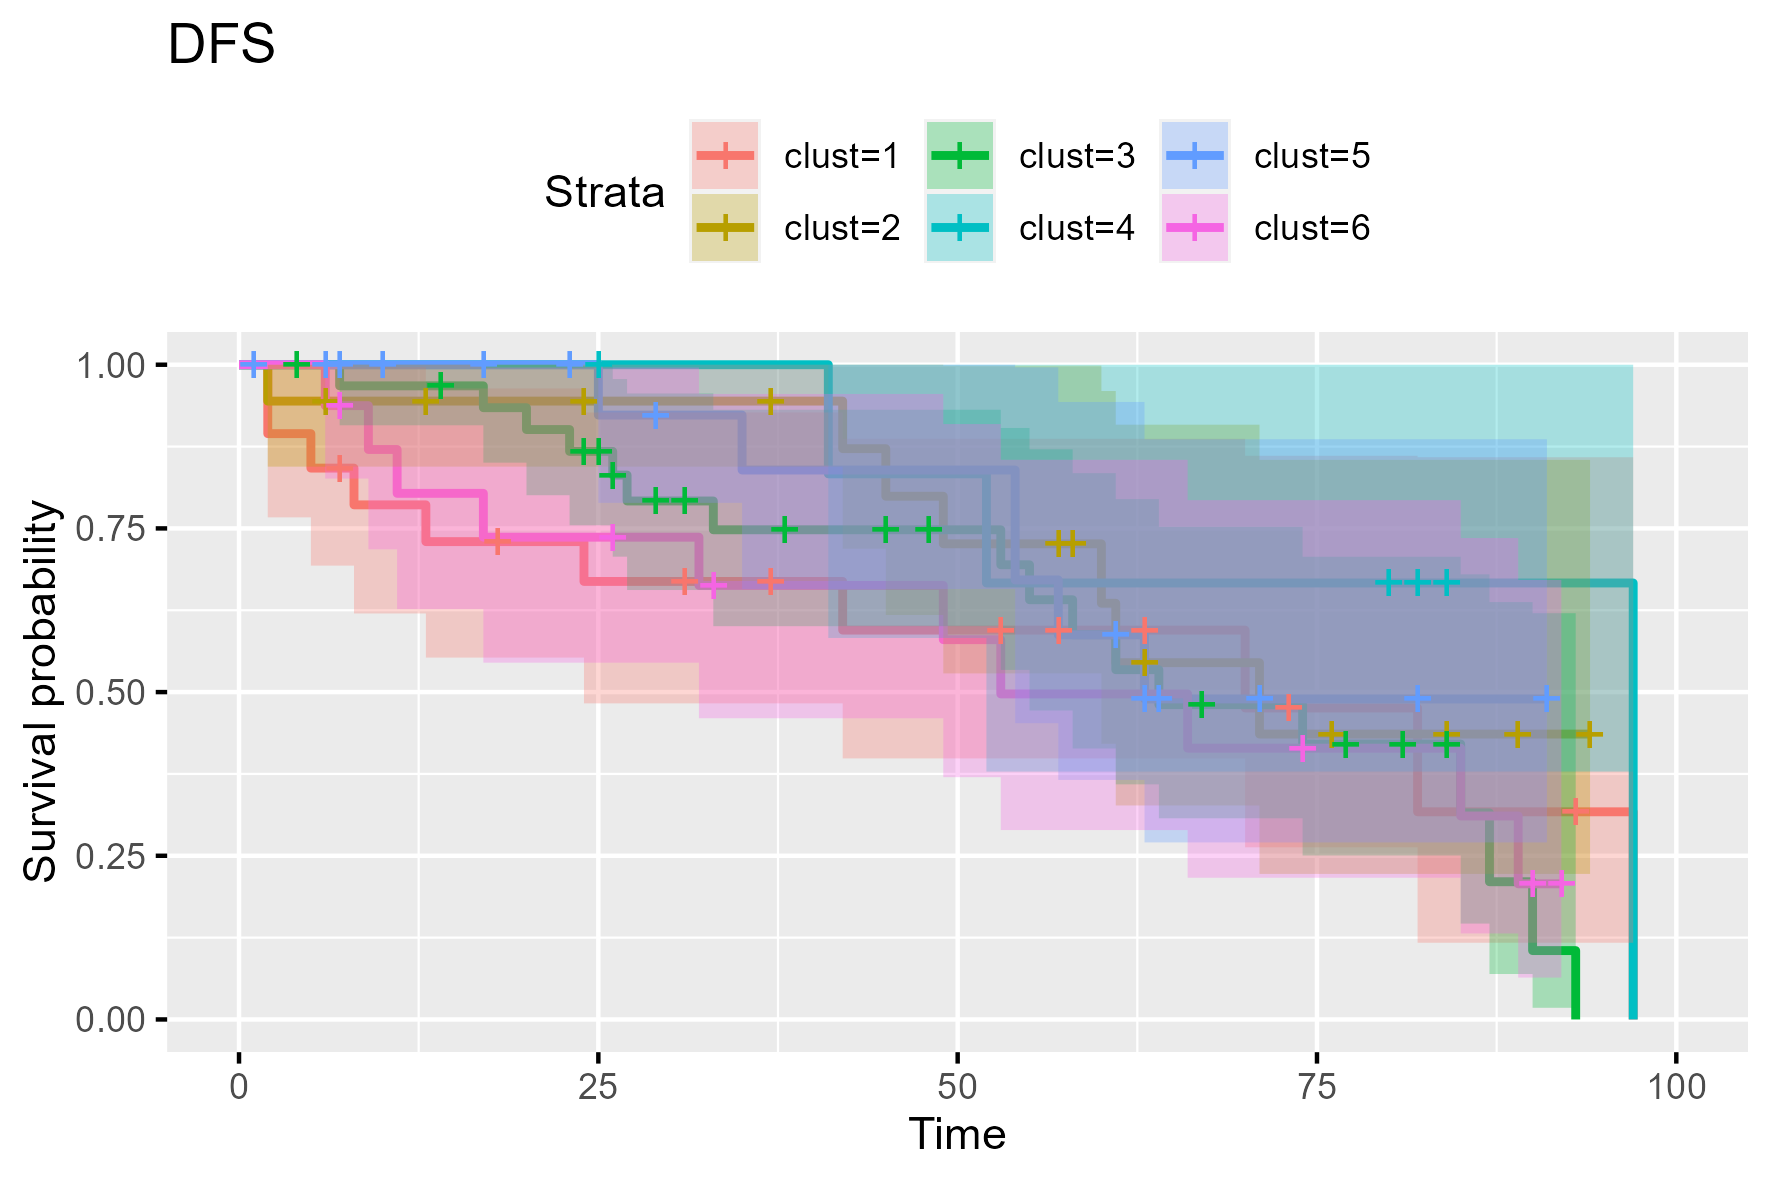 DFS
Strata
clust=1
clust=3
clust=5
clust=2
clust=4
clust=6
Survival probability
1.00
0.75
0.50
0.25
0.00
0
25
50
75
100
Time